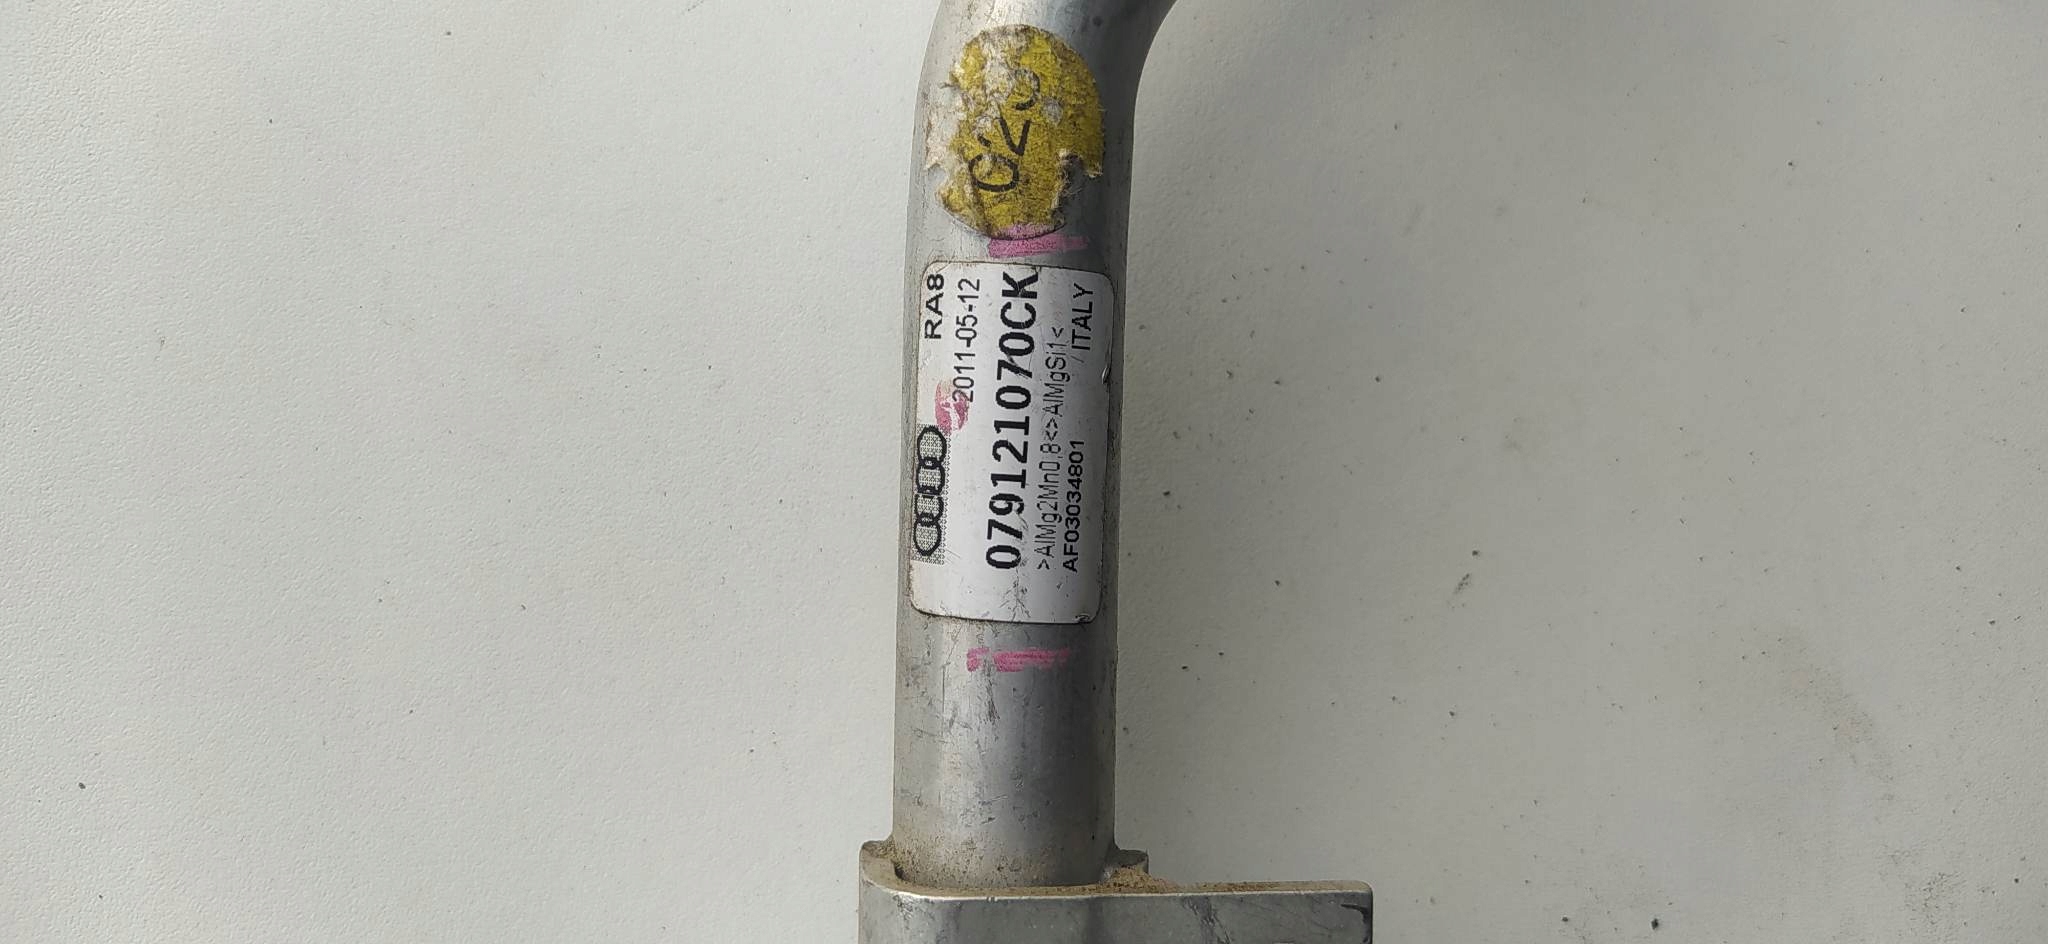 RA8
2011-05-12
079121070CK
>AlMg2Mn0,8<>AlMgSi1<
AF03034801 / ITALY